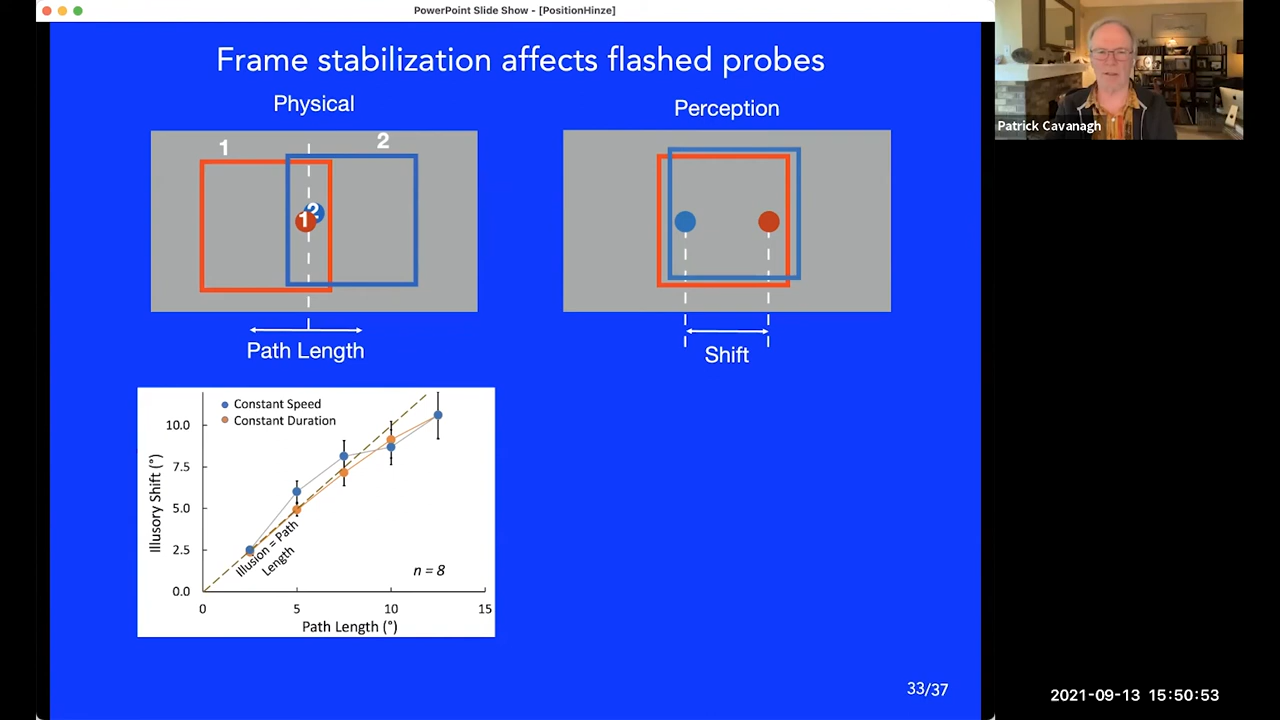 PowerPoint Slide Show - [PositionHinze]
Frame stabilization affects flashed probes
Physical
Perception
1
2
2
1
Path Length
Shift
Patrick Cavanagh
Constant Speed
Constant Duration
10.0
7.5
5.0
2.5
0.0
Illusory Shift (°)
Illusion = Path
Length
n = 8
0
5
10
15
Path Length (°)
33/37
2021-09-13 15:50:53